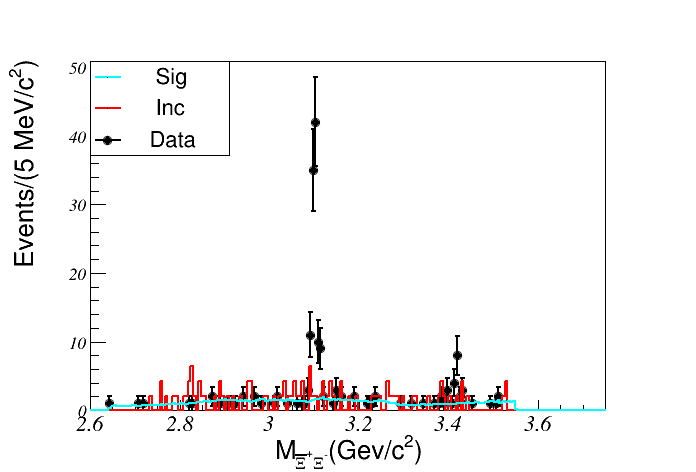 Events/(5 MeV/c²)
50
40
30
20
10
0
Sig
Inc
Data
2.6 2.8 3 3.2 3.4 3.6
M_Ξ̅⁺Ξ⁻(Gev/c²)